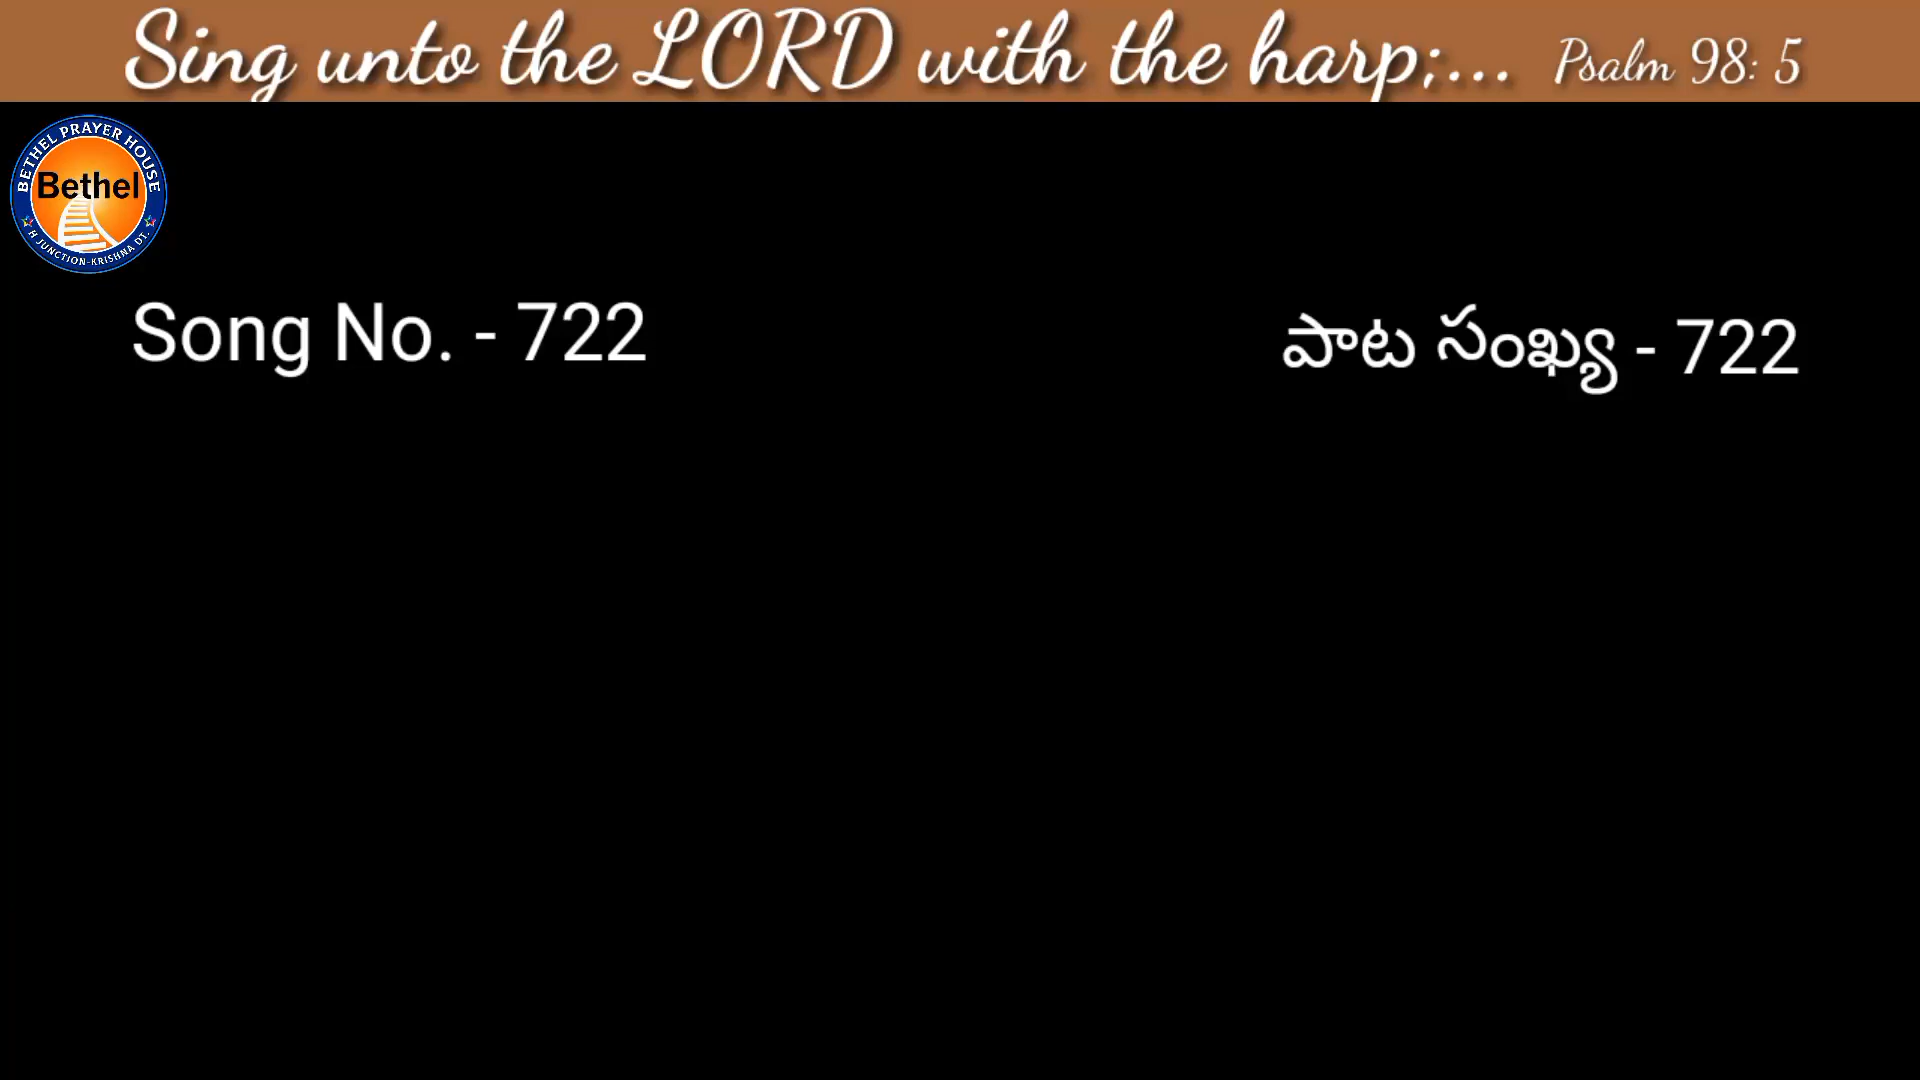 Sing unto the LORD with the harp;... Psalm 98: 5
BETHEL PRAYER HOUSE
Bethel
H JUNCTION-KRISHNA DT.
Song No. - 722
పాట సంఖ్య - 722